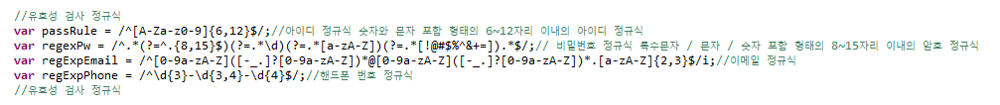 //유효성 검사 정규식
var passRule = /^[A-Za-z0-9]{6,12}$/;//아이디 정규식 숫자와 문자 포함 형태의 6~12자리 이내의 아이디 정규식
var regexPw = /^.*(?=^.{8,15}$)(?=.*\d)(?=.*[a-zA-Z])(?=.*[!@#$%^&+=]).*$/;// 비밀번호 정규식 특수문자 / 문자 / 숫자 포함 형태의 8~15자리 이내의 암호 정규식
var regExpEmail = /^[0-9a-zA-Z]([-_.]?[0-9a-zA-Z])*@[0-9a-zA-Z]([-_.]?[0-9a-zA-Z])*.[a-zA-Z]{2,3}$/i;//이메일 정규식
var regExpPhone = /^\d{3}-\d{3,4}-\d{4}$/;//핸드폰 번호 정규식
//유효성 검사 정규식